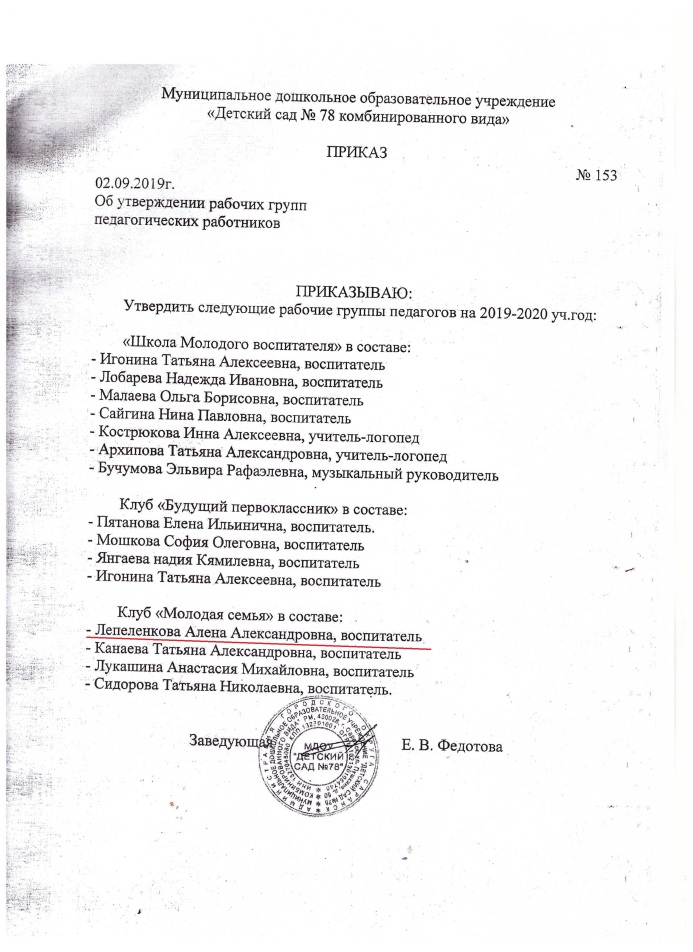 Муниципальное дошкольное образовательное учреждение
«Детский сад № 78 комбинированного вида»
ПРИКАЗ
№ 153
02.09.2019г.
Об утверждении рабочих групп
педагогических работников
ПРИКАЗЫВАЮ:
Утвердить следующие рабочие группы педагогов на 2019-2020 уч.год:
«Школа Молодого воспитателя» в составе:
- Игонина Татьяна Алексеевна, воспитатель
- Лобарева Надежда Ивановна, воспитатель
- Малаева Ольга Борисовна, воспитатель
- Сайгина Нина Павловна, воспитатель
- Кострюкова Инна Алексеевна, учитель-логопед
- Архипова Татьяна Александровна, учитель-логопед
- Бучумова Эльвира Рафаэлевна, музыкальный руководитель
Клуб «Будущий первоклассник» в составе:
- Пятанова Елена Ильинична, воспитатель.
- Мошкова София Олеговна, воспитатель
- Янгаева надия Кямилевна, воспитатель
- Игонина Татьяна Алексеевна, воспитатель
Клуб «Молодая семья» в составе:
- Лепеленкова Алена Александровна, воспитатель
- Канаева Татьяна Александровна, воспитатель
- Лукашина Анастасия Михайловна, воспитатель
- Сидорова Татьяна Николаевна, воспитатель.
Заведующая Е. В. Федотова
МДОУ
"ДЕТСКИЙ
САД №78"